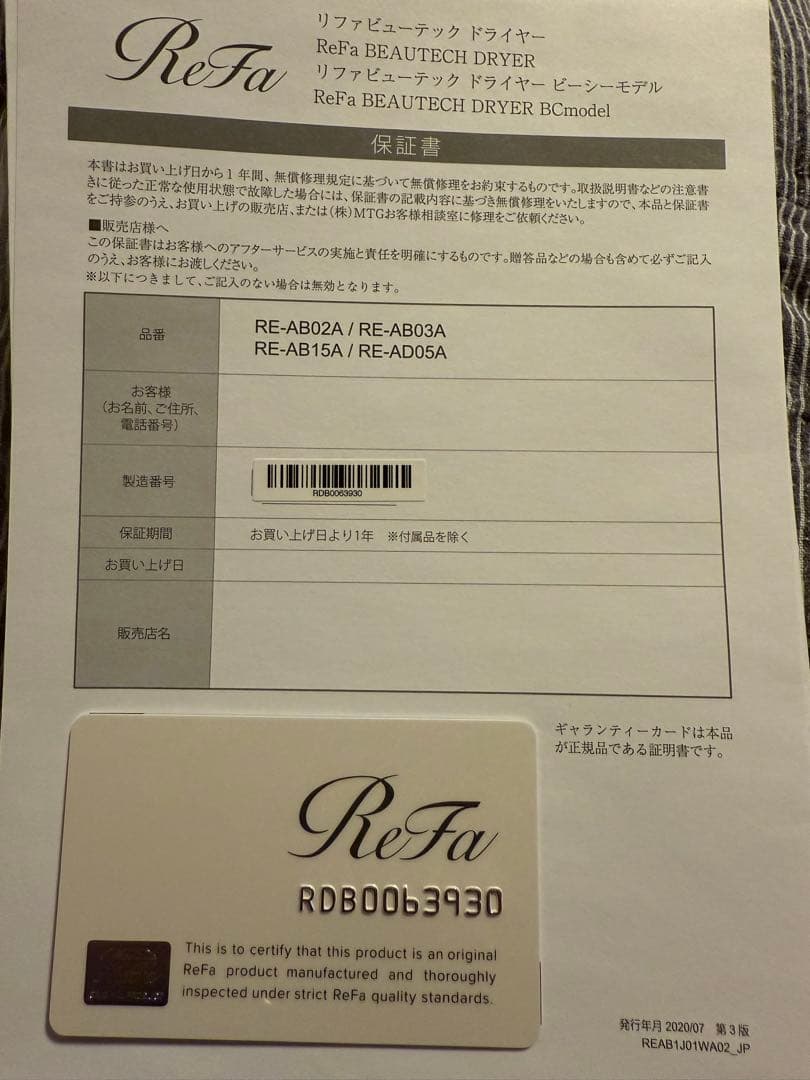 ReFa
リファビューテック ドライヤー
ReFa BEAUTECH DRYER
リファビューテック ドライヤー ビーシーモデル
ReFa BEAUTECH DRYER BCmodel
保証書
本書はお買い上げ日から1年間、無償修理規定に基づいて無償修理をお約束するものです。取扱説明書などの注意書
きに従った正常な使用状態で故障した場合には、保証書の記載内容に基づき無償修理をいたしますので、本品と保証書
をご持参のうえ、お買い上げの販売店、または(株)MTGお客様相談室に修理をご依頼ください。
■販売店様へ
この保証書はお客様へのアフターサービスの実施と責任を明確にするものです。贈答品などの場合も含めて必ずご記入
のうえ、お客様にお渡しください。
※以下につきまして、ご記入のない場合は無効となります。
品番
RE-AB02A / RE-AB03A
RE-AB15A / RE-AD05A
お客様
(お名前、ご住所、
電話番号)
製造番号
RDB0063930
保証期間
お買い上げ日より1年 ※付属品を除く
お買い上げ日
販売店名
ギャランティーカードは本品
が正規品である証明書です。
ReFa
RDB0063930
This is to certify that this product is an original
ReFa product manufactured and thoroughly
inspected under strict ReFa quality standards.
発行年月 2020/07 第3版
REAB1J01WA02_JP